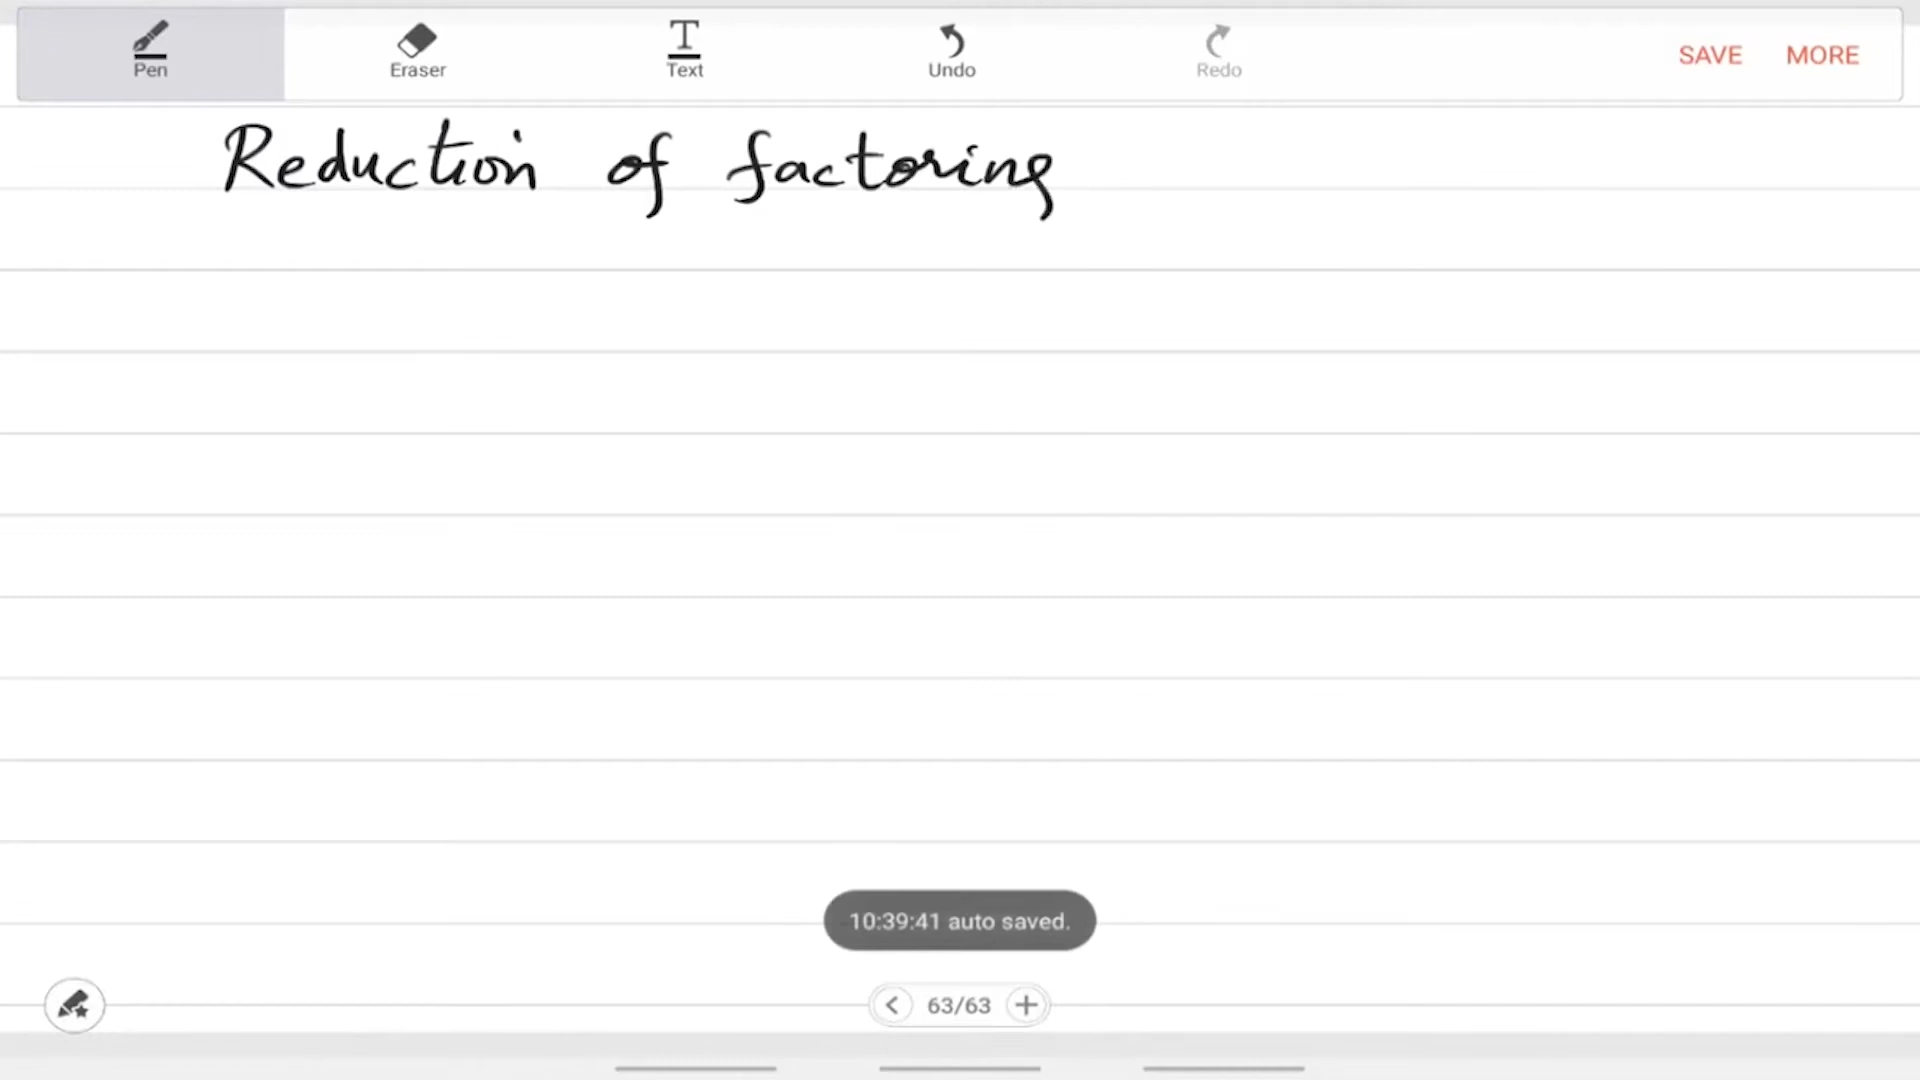 Pen Eraser Text Undo Redo SAVE MORE
Reduction of factoring
10:39:41 auto saved.
63/63